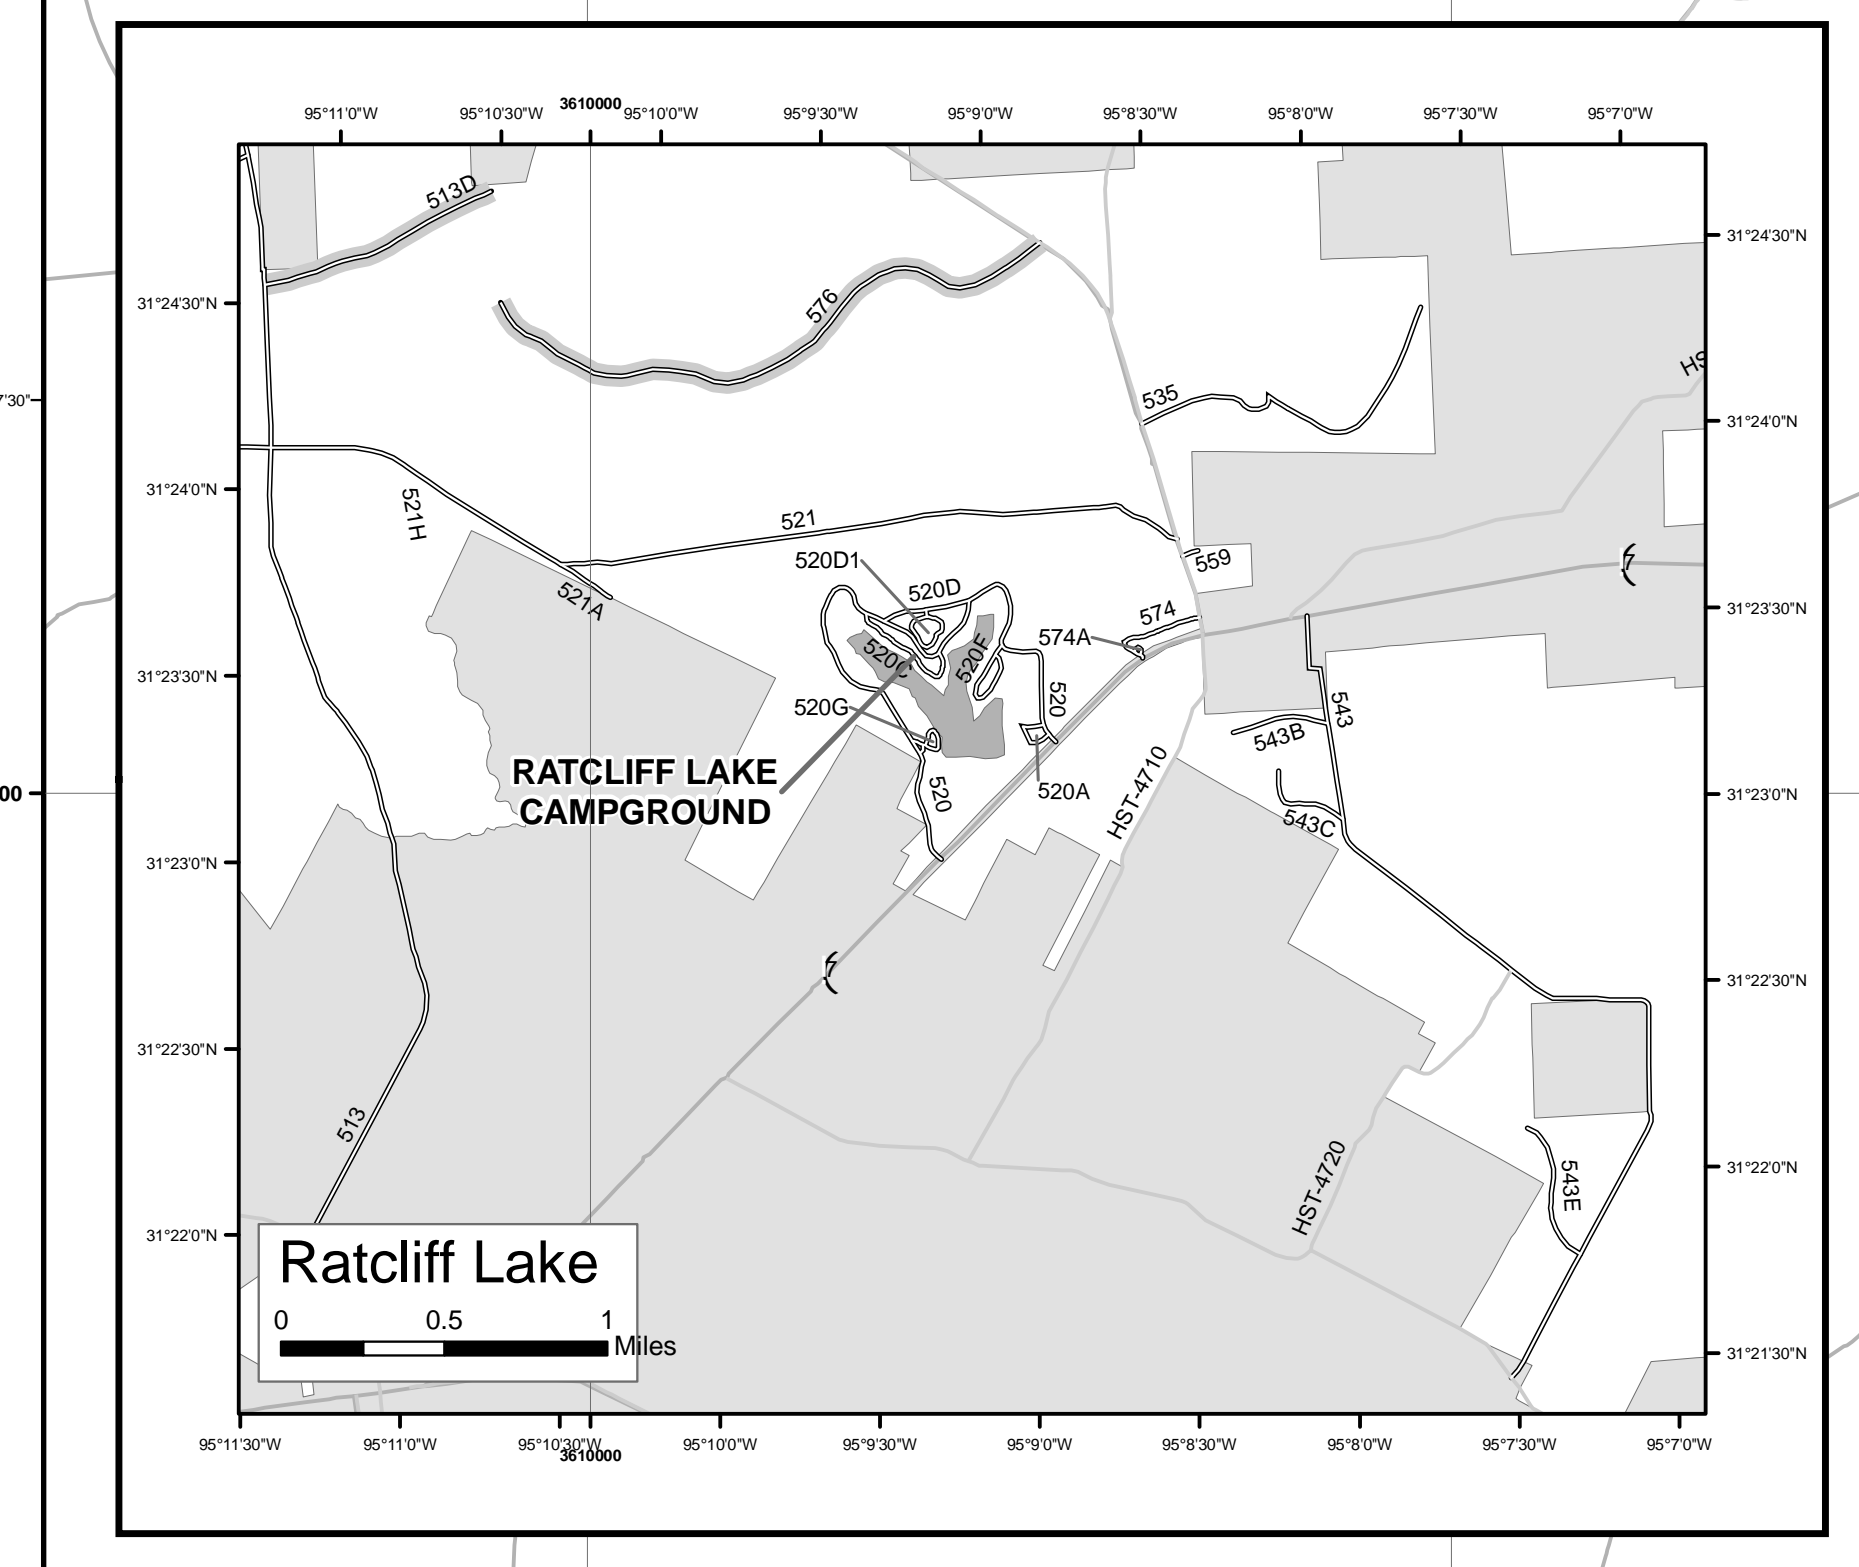 3610000
95°11'0"W
95°10'30"W
95°10'0"W
95°9'30"W
95°9'0"W
95°8'30"W
95°8'0"W
95°7'30"W
95°7'0"W
513D
31°24'30"N
31°24'30"N
576
HS
7'30"
535
31°24'0"N
31°24'0"N
521H
521
520D1
559
7
520D
521A
574
31°23'30"N
574A
520C
520F
31°23'30"N
520G
520
543
543B
RATCLIFF LAKE
CAMPGROUND
520
520A
HST-4710
00
31°23'0"N
543C
31°23'0"N
7
31°22'30"N
31°22'30"N
513
31°22'0"N
HST-4720
543E
31°22'0"N
Ratcliff Lake
0 0.5 1
Miles
31°21'30"N
95°11'30"W
95°11'0"W
95°10'30"W
95°10'0"W
95°9'30"W
95°9'0"W
95°8'30"W
95°8'0"W
95°7'30"W
95°7'0"W
3610000